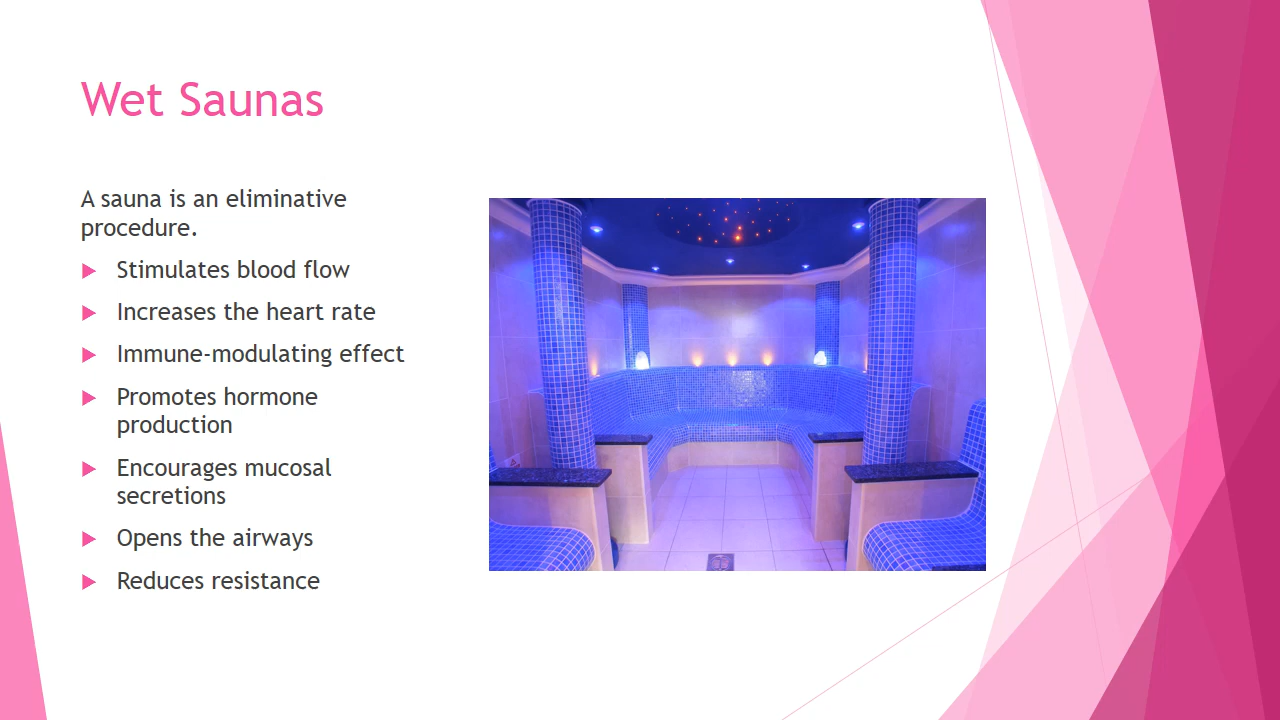 Wet Saunas
A sauna is an eliminative
procedure.
Stimulates blood flow
Increases the heart rate
Immune-modulating effect
Promotes hormone
production
Encourages mucosal
secretions
Opens the airways
Reduces resistance